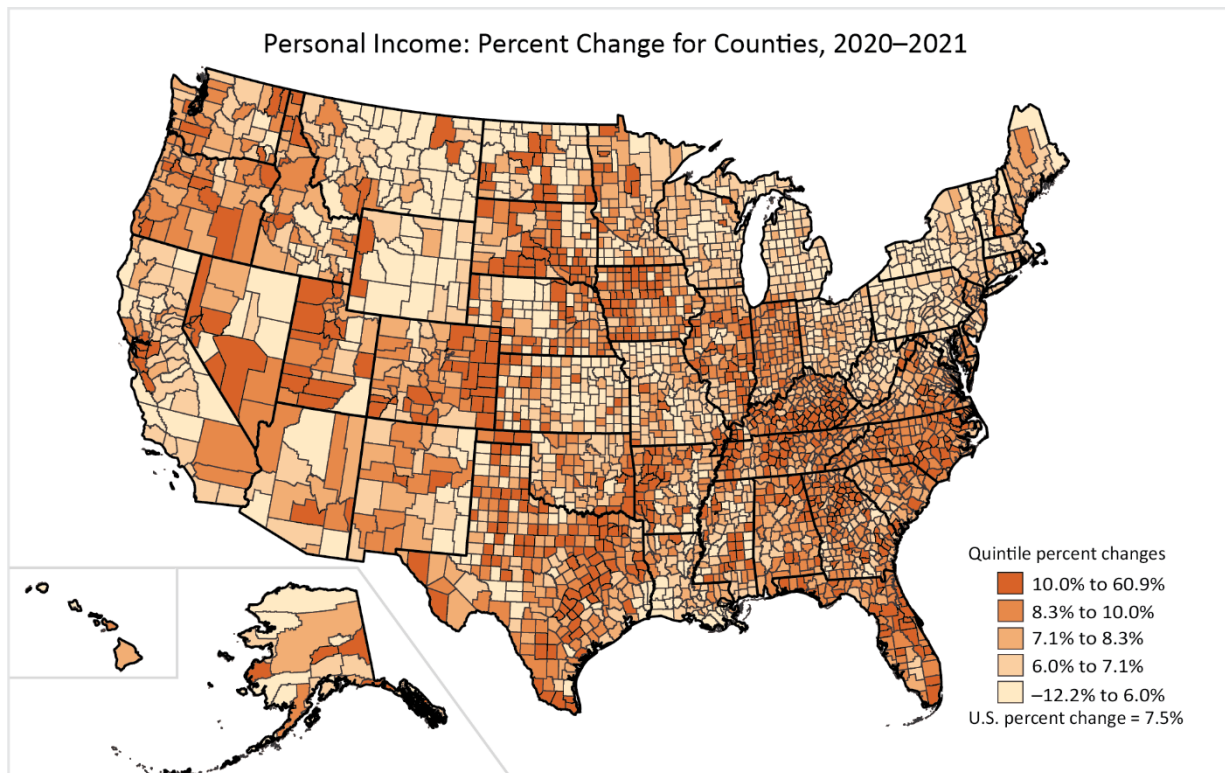 Personal Income: Percent Change for Counties, 2020–2021
Quintile percent changes
10.0% to 60.9%
8.3% to 10.0%
7.1% to 8.3%
6.0% to 7.1%
–12.2% to 6.0%
U.S. percent change = 7.5%